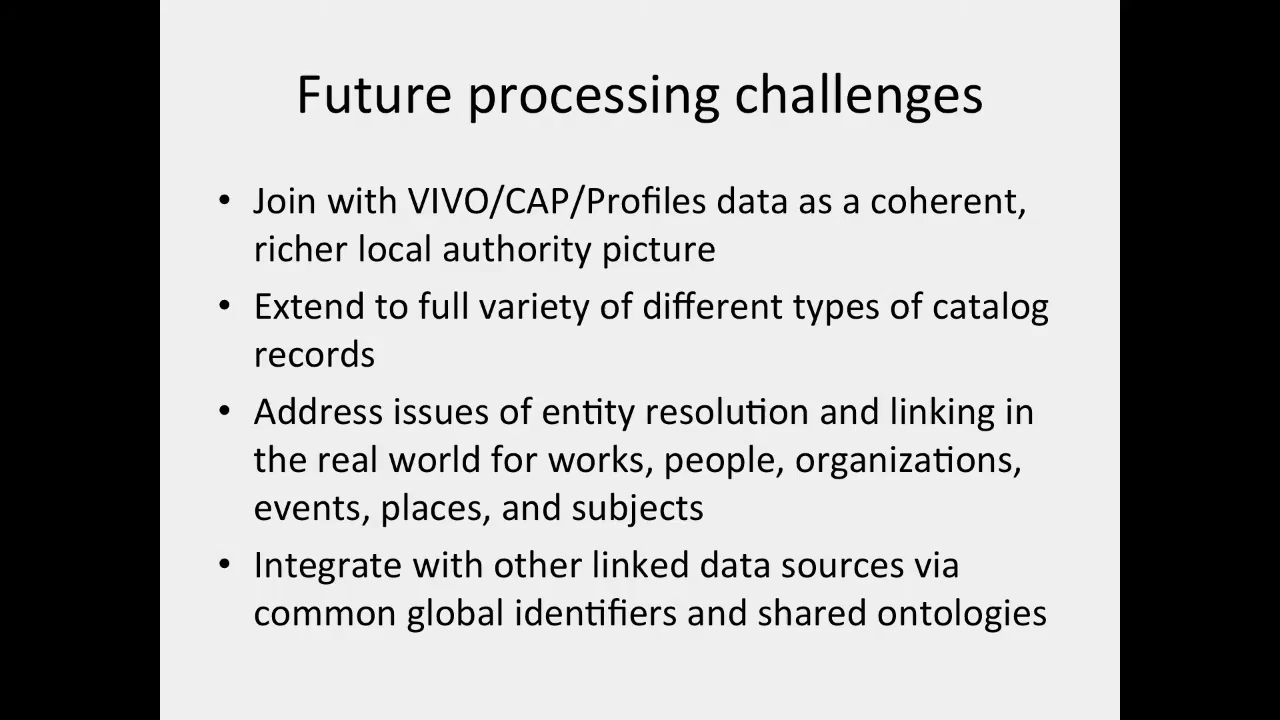 Future processing challenges
• Join with VIVO/CAP/Profiles data as a coherent,
richer local authority picture
• Extend to full variety of different types of catalog
records
• Address issues of entity resolution and linking in
the real world for works, people, organizations,
events, places, and subjects
• Integrate with other linked data sources via
common global identifiers and shared ontologies